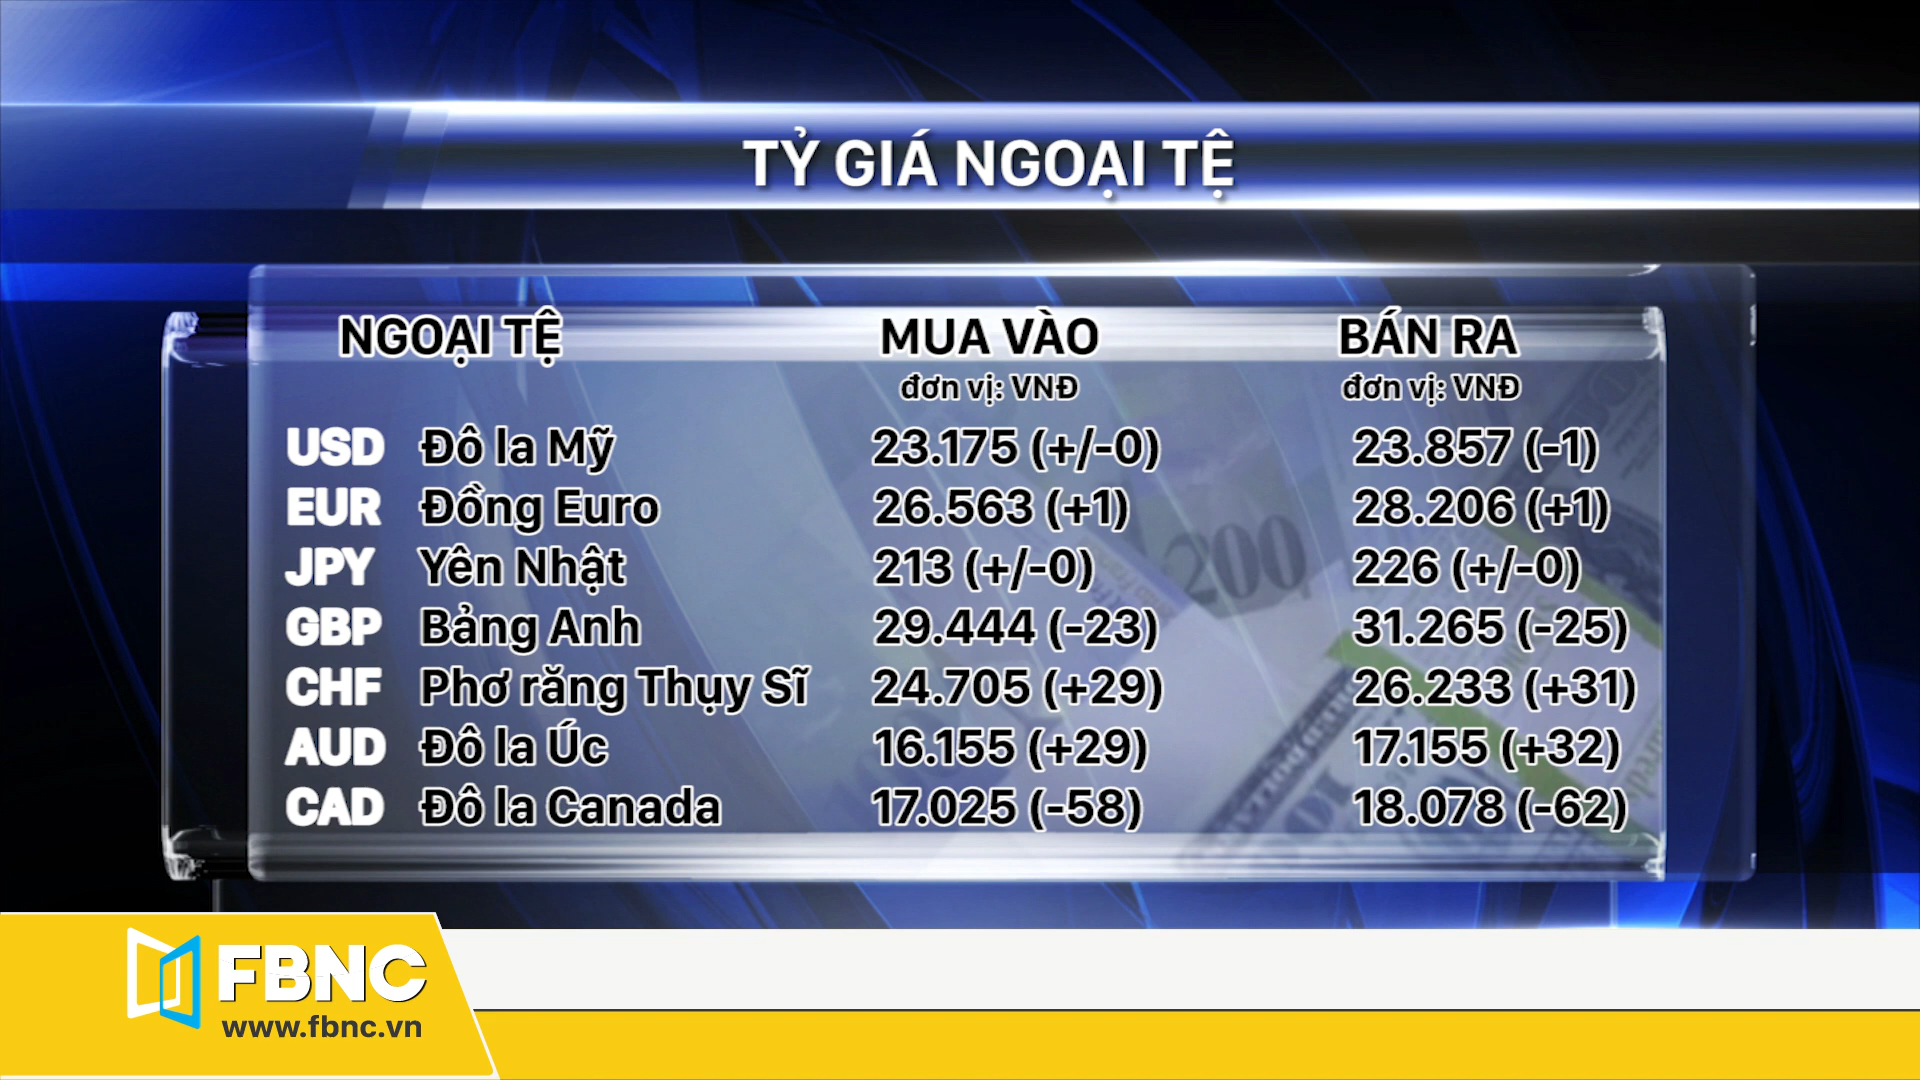 TỶ GIÁ NGOẠI TỆ
NGOẠI TỆ MUA VÀO BÁN RA
đơn vị: VNĐ đơn vị: VNĐ
USD Đô la Mỹ 23.175 (+/-0) 23.857 (-1)
EUR Đồng Euro 26.563 (+1) 28.206 (+1)
JPY Yên Nhật 213 (+/-0) 226 (+/-0)
GBP Bảng Anh 29.444 (-23) 31.265 (-25)
CHF Phơ răng Thụy Sĩ 24.705 (+29) 26.233 (+31)
AUD Đô la Úc 16.155 (+29) 17.155 (+32)
CAD Đô la Canada 17.025 (-58) 18.078 (-62)
200
FBNC
www.fbnc.vn